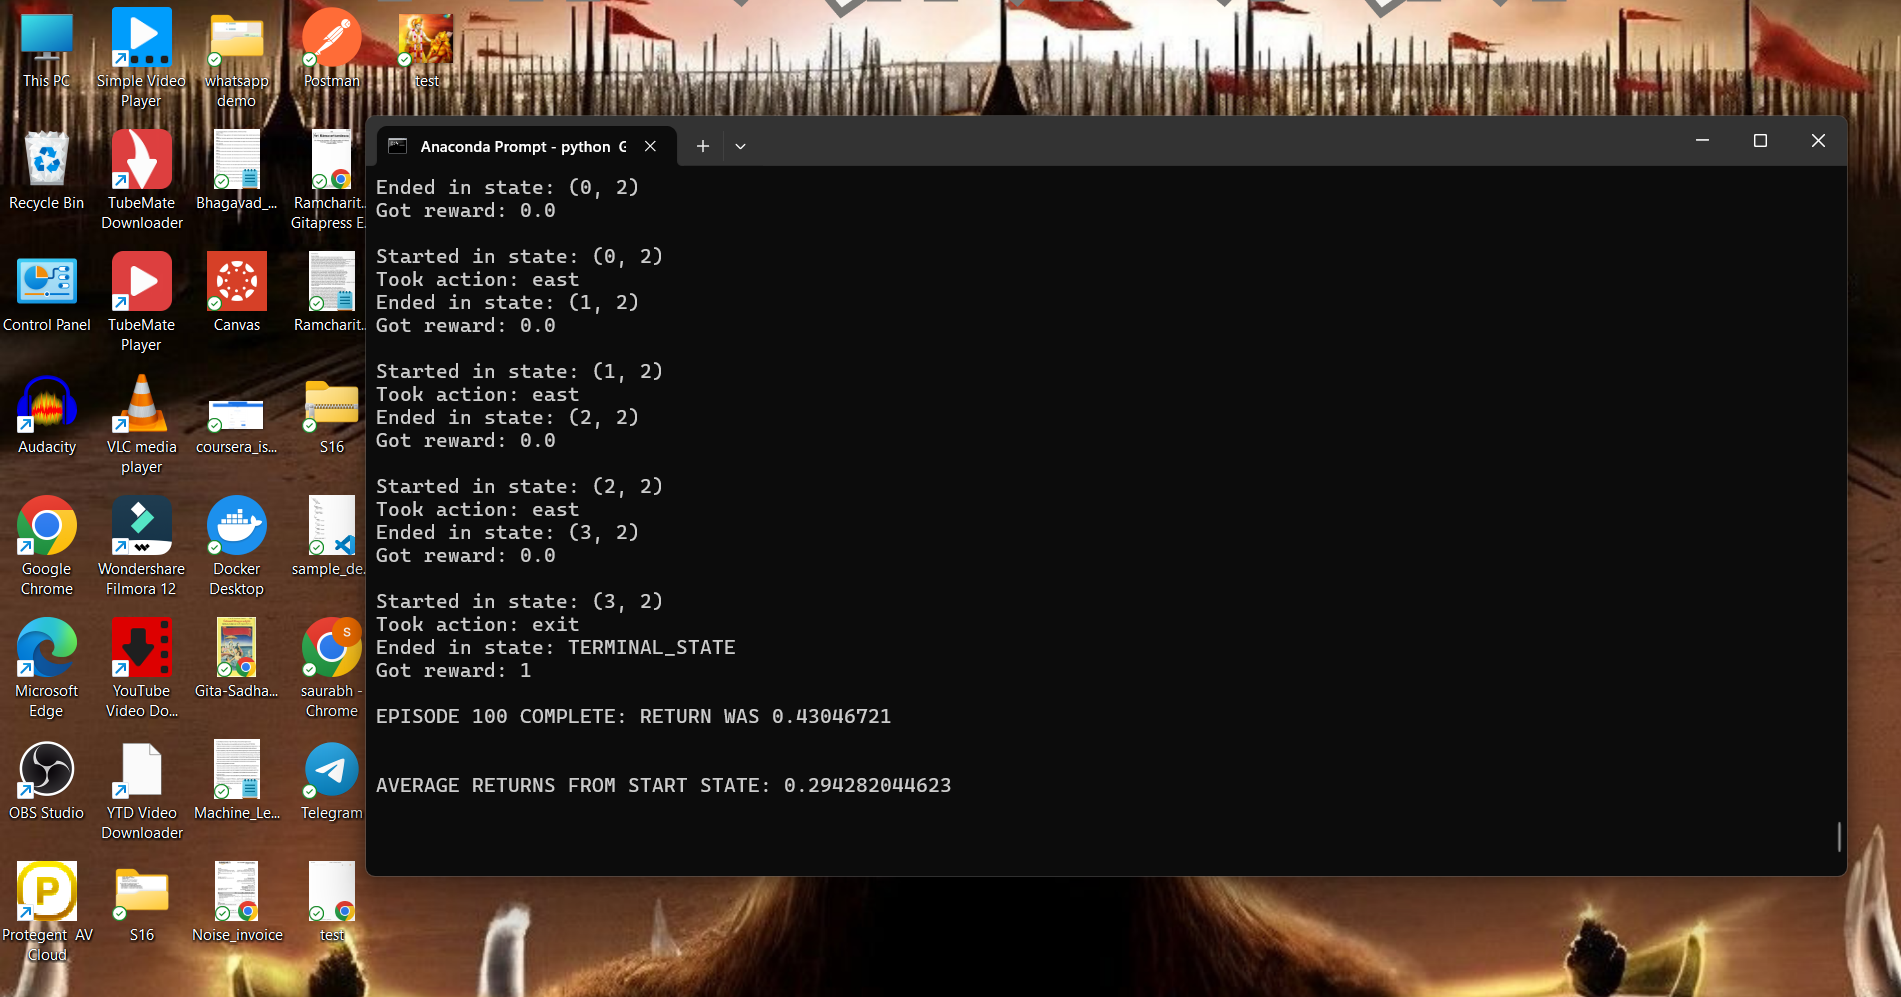 This PC
Simple Video
Player
whatsapp
demo
Postman
test
Recycle Bin
TubeMate
Downloader
Bhagavad_...
Ramcharit...
Gitapress E...
Control Panel
TubeMate
Player
Canvas
Ramcharit...
Audacity
VLC media
player
coursera_is...
S16
Google
Chrome
Wondershare
Filmora 12
Docker
Desktop
sample_de...
Microsoft
Edge
YouTube
Video Do...
Gita-Sadha...
saurabh -
Chrome
OBS Studio
YTD Video
Downloader
Machine_Le...
Telegram
Protegent AV
Cloud
S16
Noise_invoice
test
Anaconda Prompt - python G
Ended in state: (0, 2)
Got reward: 0.0
Started in state: (0, 2)
Took action: east
Ended in state: (1, 2)
Got reward: 0.0
Started in state: (1, 2)
Took action: east
Ended in state: (2, 2)
Got reward: 0.0
Started in state: (2, 2)
Took action: east
Ended in state: (3, 2)
Got reward: 0.0
Started in state: (3, 2)
Took action: exit
Ended in state: TERMINAL_STATE
Got reward: 1
EPISODE 100 COMPLETE: RETURN WAS 0.43046721
AVERAGE RETURNS FROM START STATE: 0.294282044623